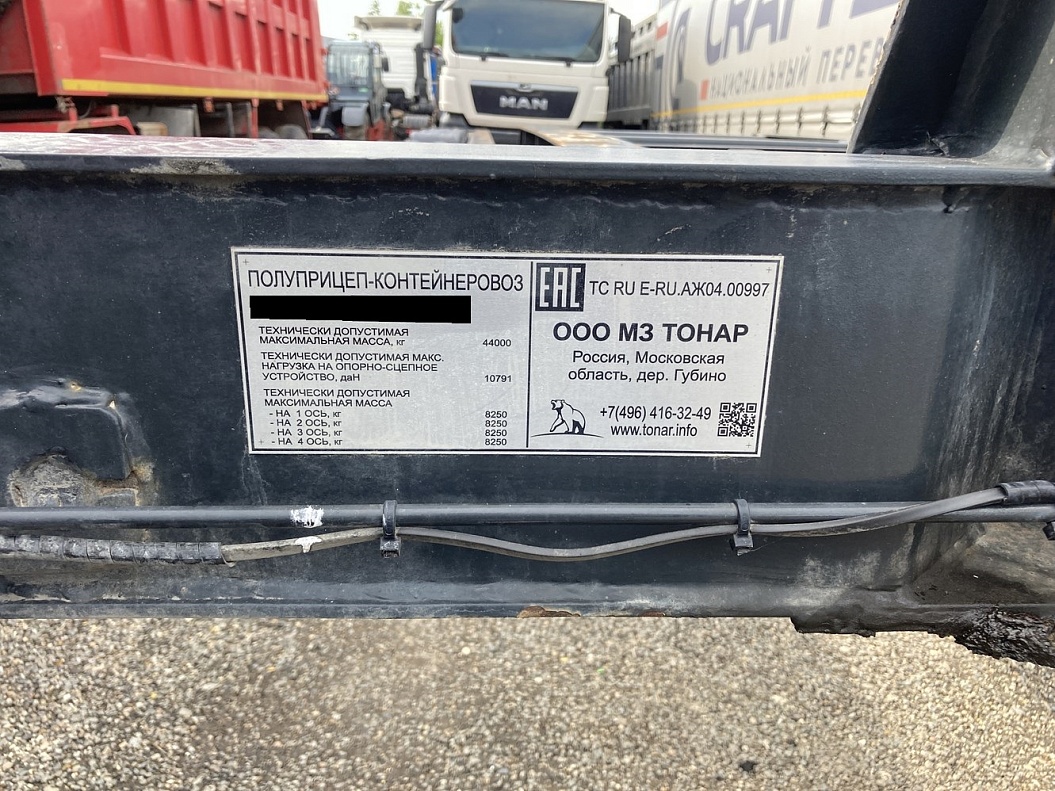 MAN
НАЦИОНАЛЬНЫЙ ПЕРЕВ
ПОЛУПРИЦЕП-КОНТЕЙНЕРОВОЗ
ТЕХНИЧЕСКИ ДОПУСТИМАЯ
МАКСИМАЛЬНАЯ МАССА, кг 44000
ТЕХНИЧЕСКИ ДОПУСТИМАЯ МАКС.
НАГРУЗКА НА ОПОРНО-СЦЕПНОЕ
УСТРОЙСТВО, даН 10791
ТЕХНИЧЕСКИ ДОПУСТИМАЯ
МАКСИМАЛЬНАЯ МАССА
- НА 1 ОСЬ, кг 8250
- НА 2 ОСЬ, кг 8250
- НА 3 ОСЬ, кг 8250
- НА 4 ОСЬ, кг 8250
EAC ТС RU E-RU.АЖ04.00997
ООО МЗ ТОНАР
Россия, Московская
область, дер. Губино
+7(496) 416-32-49
www.tonar.info